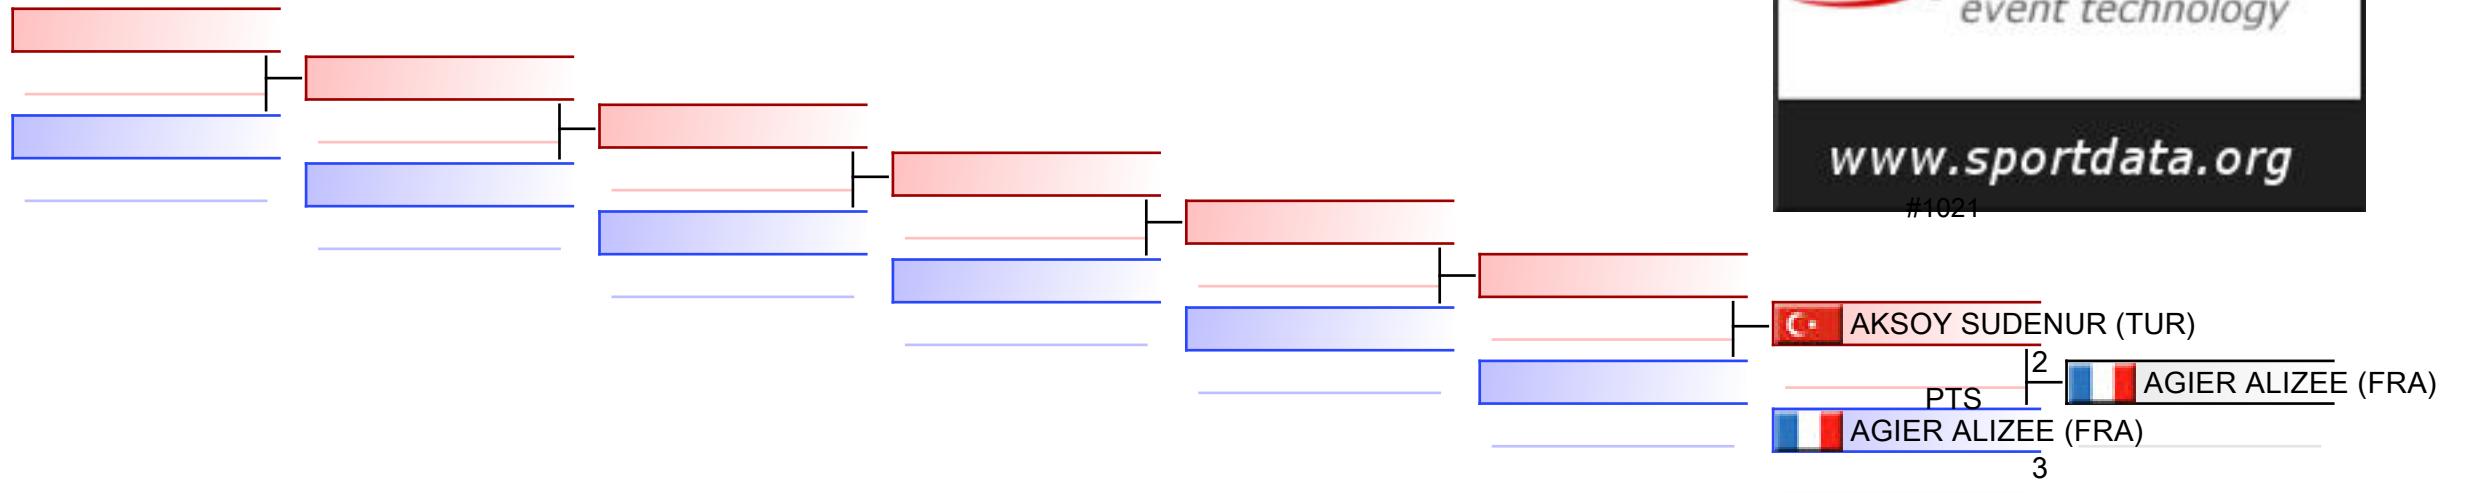 event technology
www.sportdata.org
#1021
AKSOY SUDENUR (TUR)
2
PTS
AGIER ALIZEE (FRA)
AGIER ALIZEE (FRA)
3